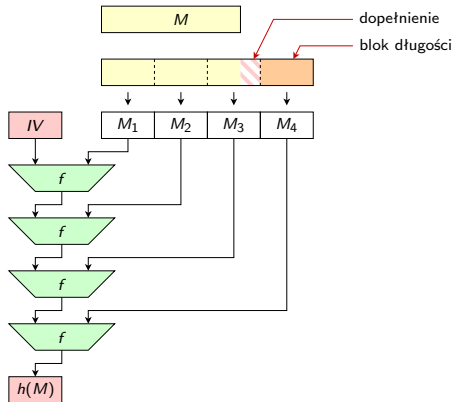 M
dopełnienie
blok długości
IV
M₁ M₂ M₃ M₄
f
f
f
f
h(M)